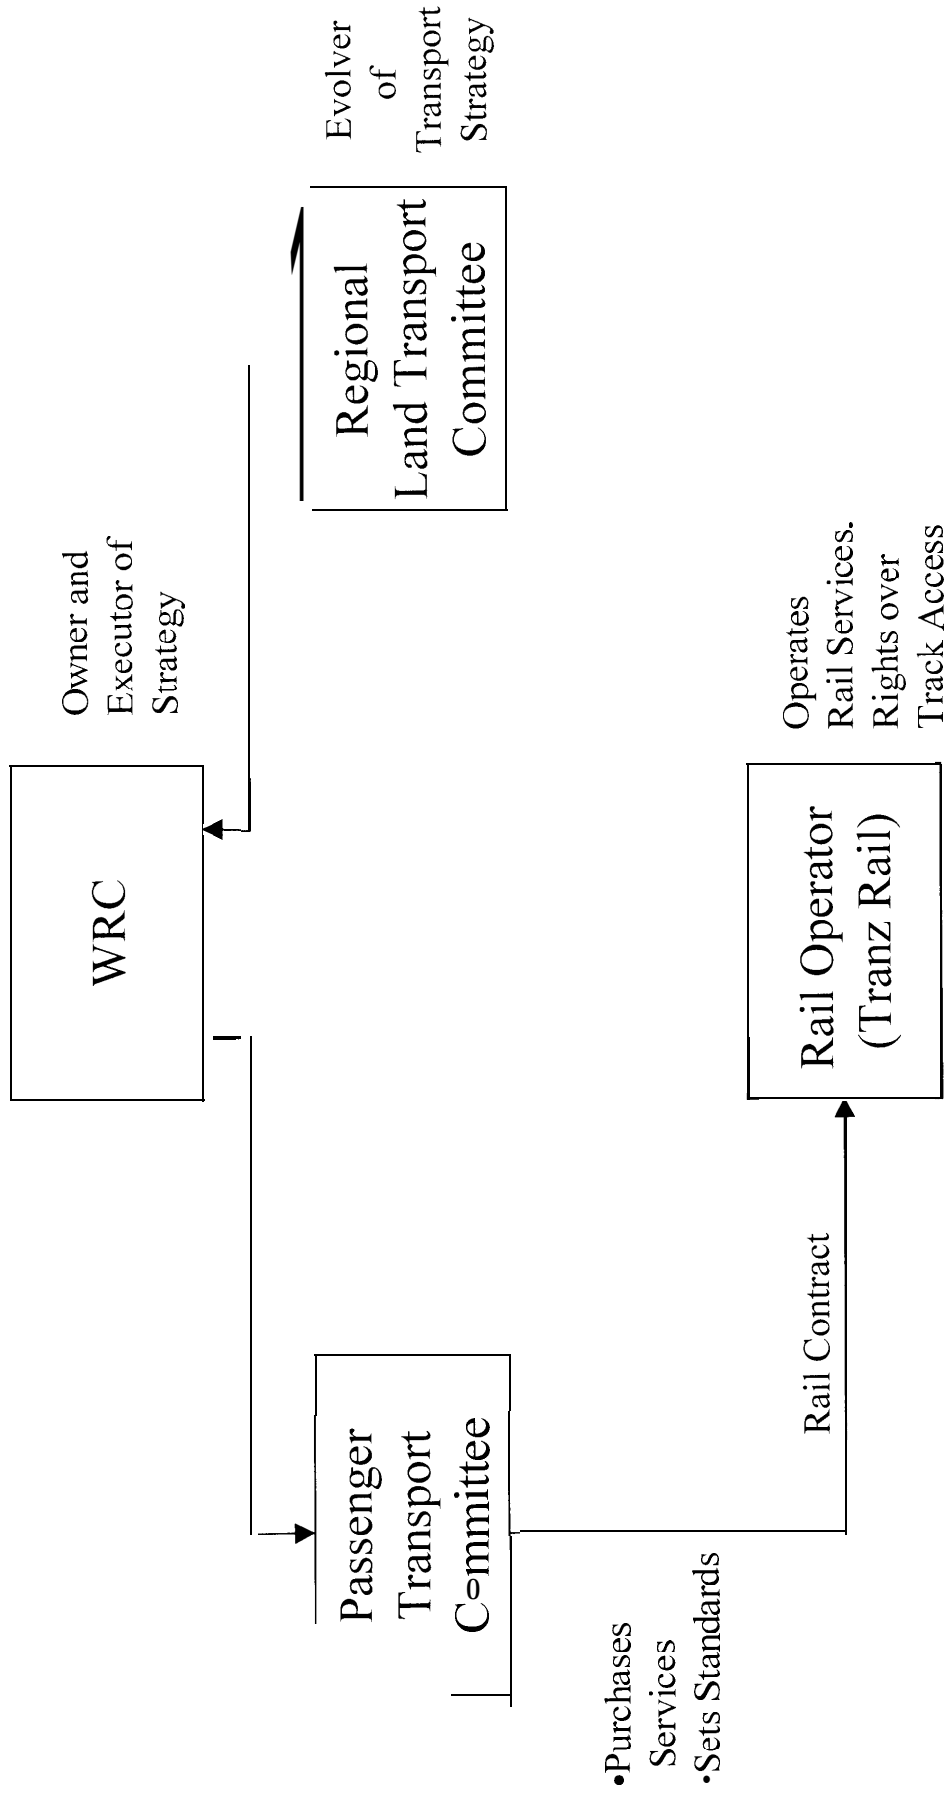 WRC
Owner and
Executor of
Strategy
Passenger
Transport
Committee
Regional
Land Transport
Committee
Evolver
of
Transport
Strategy
•Purchases
Services
•Sets Standards
Rail Contract
Rail Operator
(Tranz Rail)
Operates
Rail Services.
Rights over
Track Access